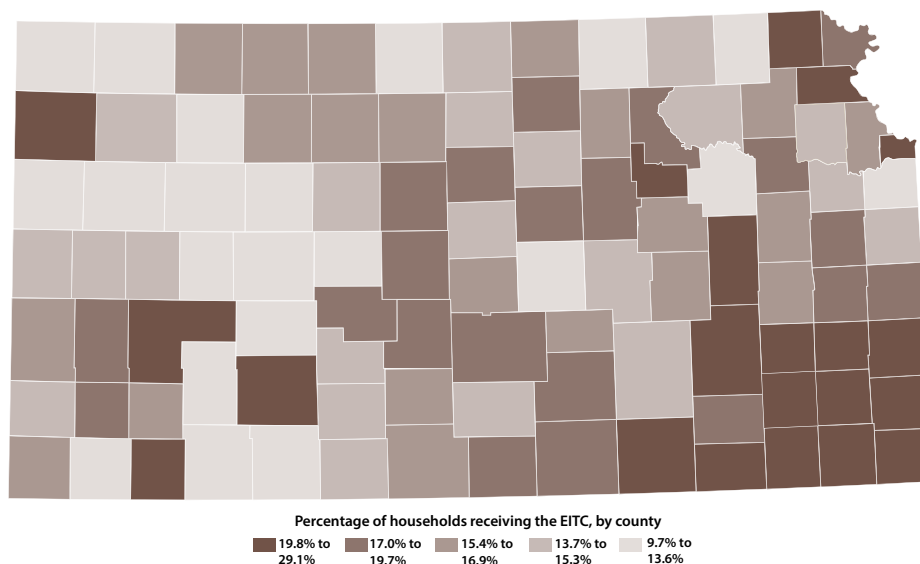 Percentage of households receiving the EITC, by county
19.8% to 17.0% to 15.4% to 13.7% to 9.7% to
29.1% 19.7% 16.9% 15.3% 13.6%